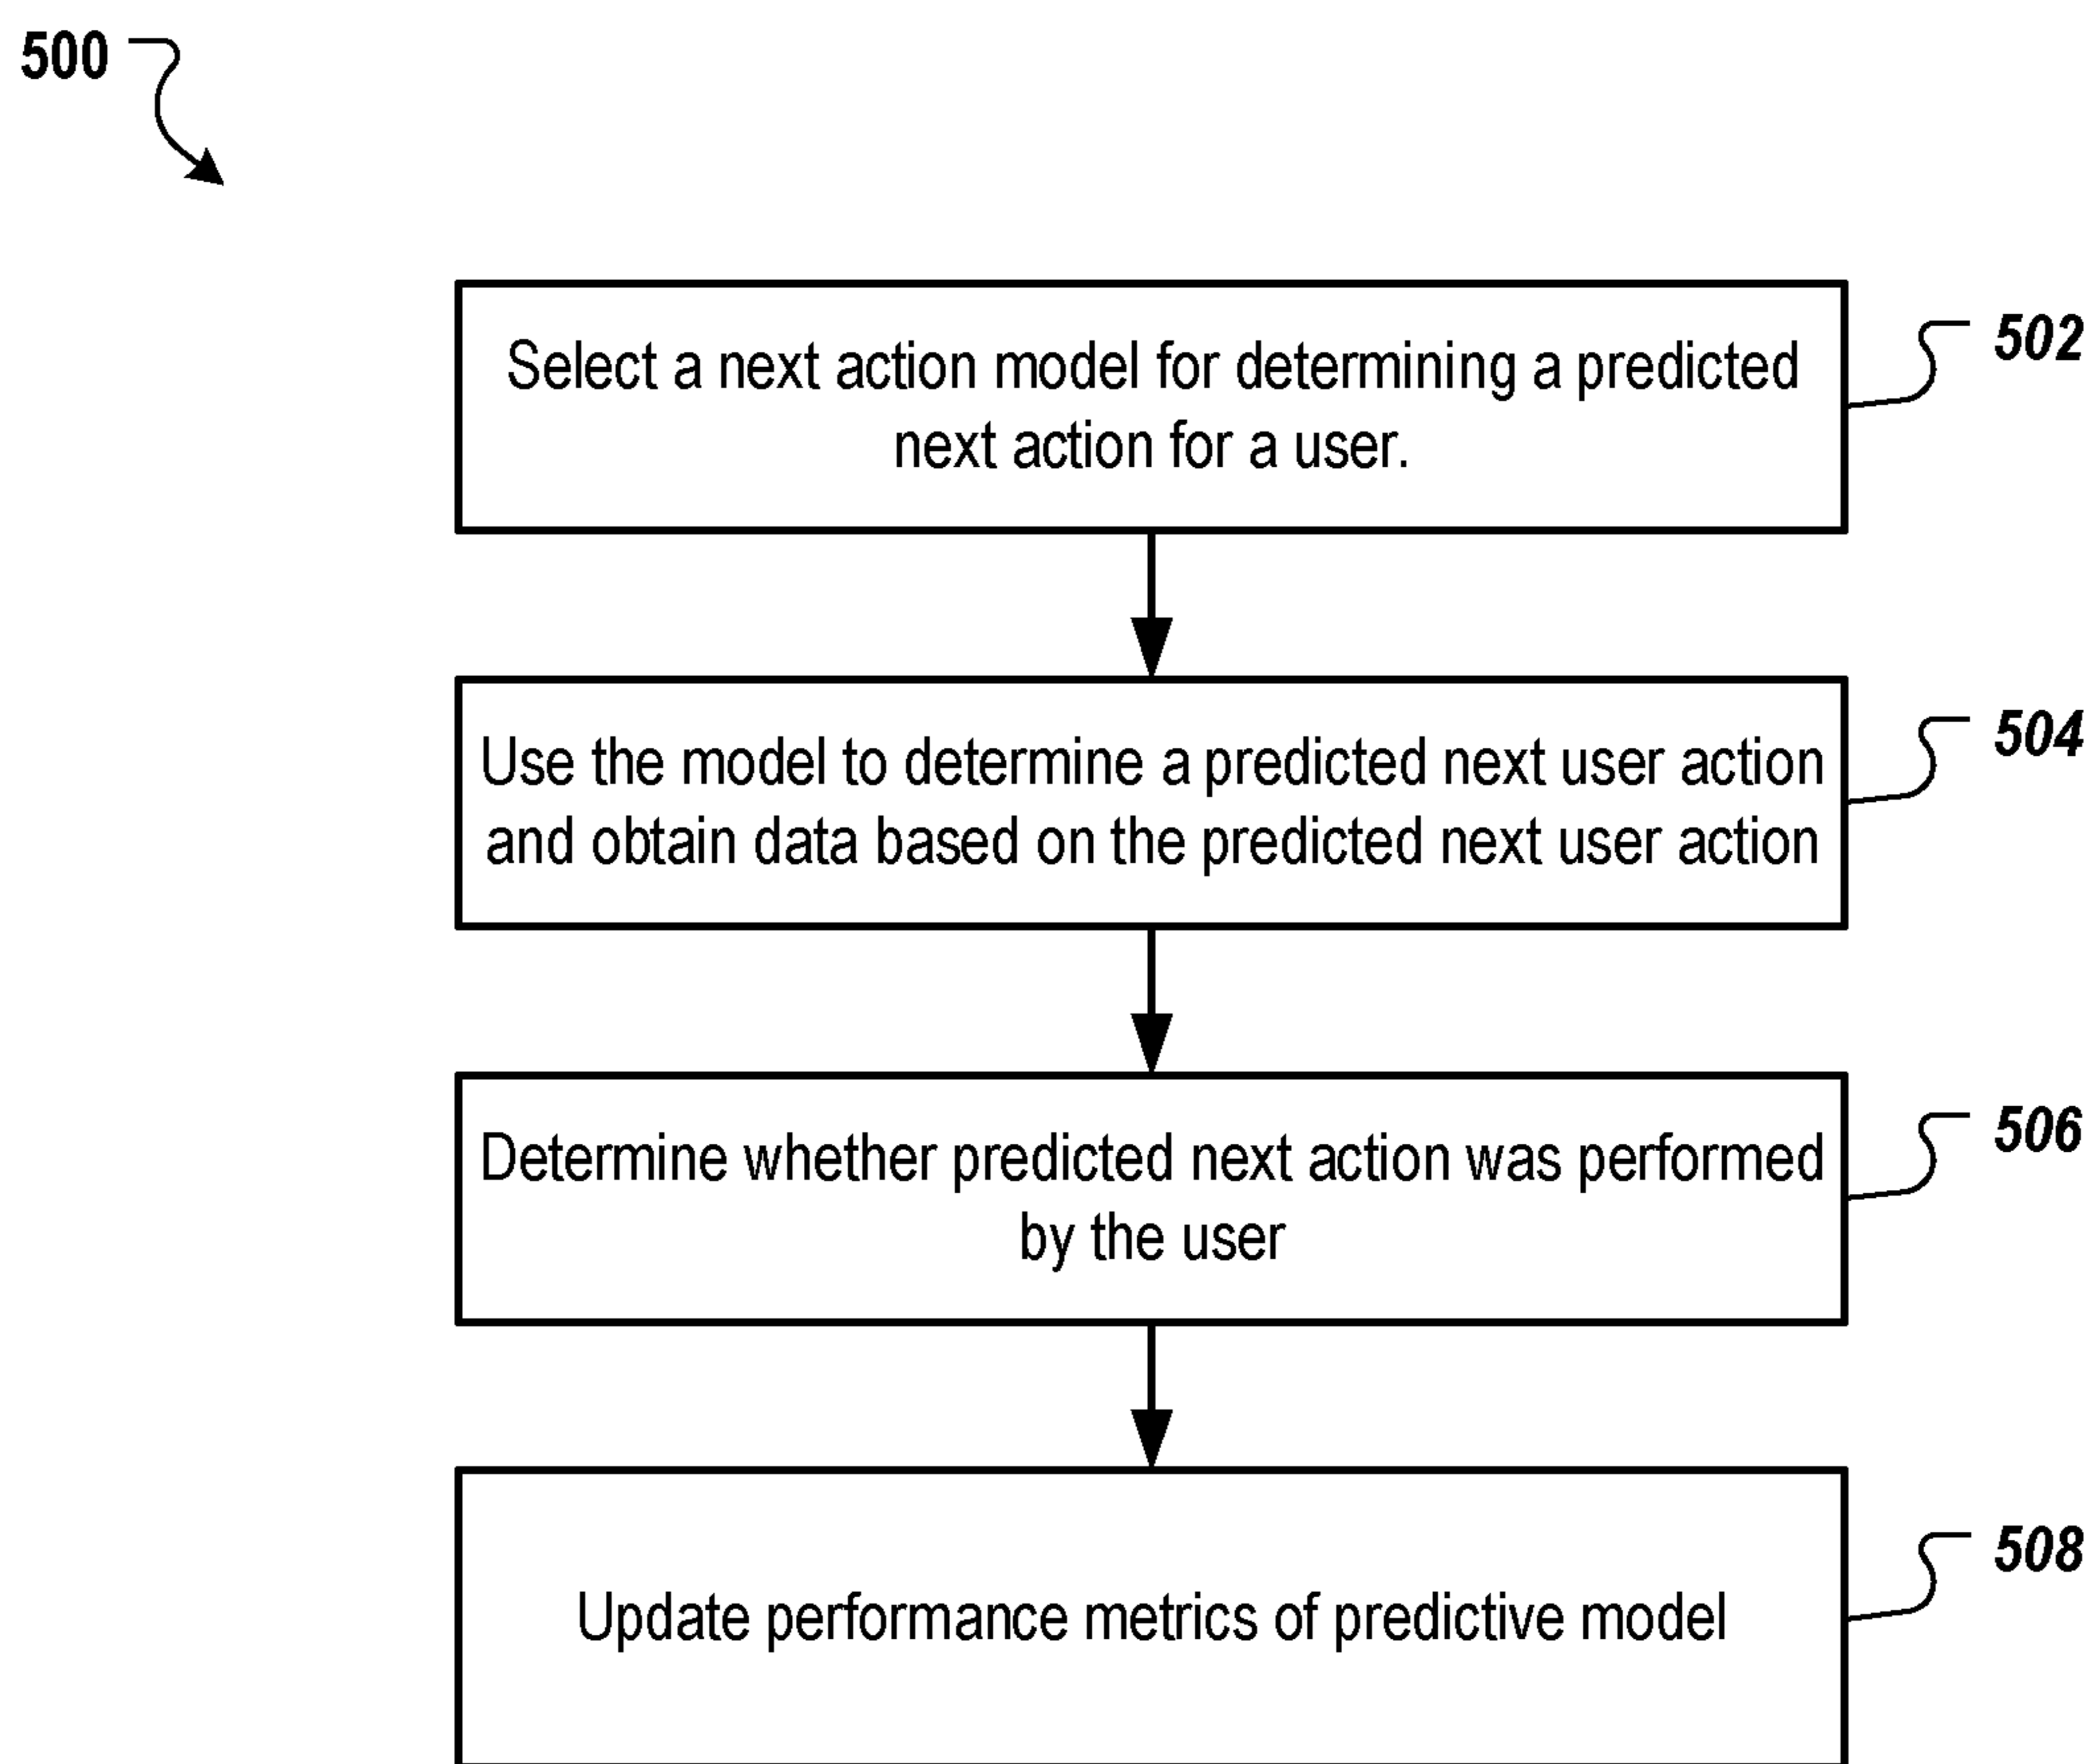 500
Select a next action model for determining a predicted
next action for a user.
502
Use the model to determine a predicted next user action
and obtain data based on the predicted next user action
504
Determine whether predicted next action was performed
by the user
506
Update performance metrics of predictive model
508